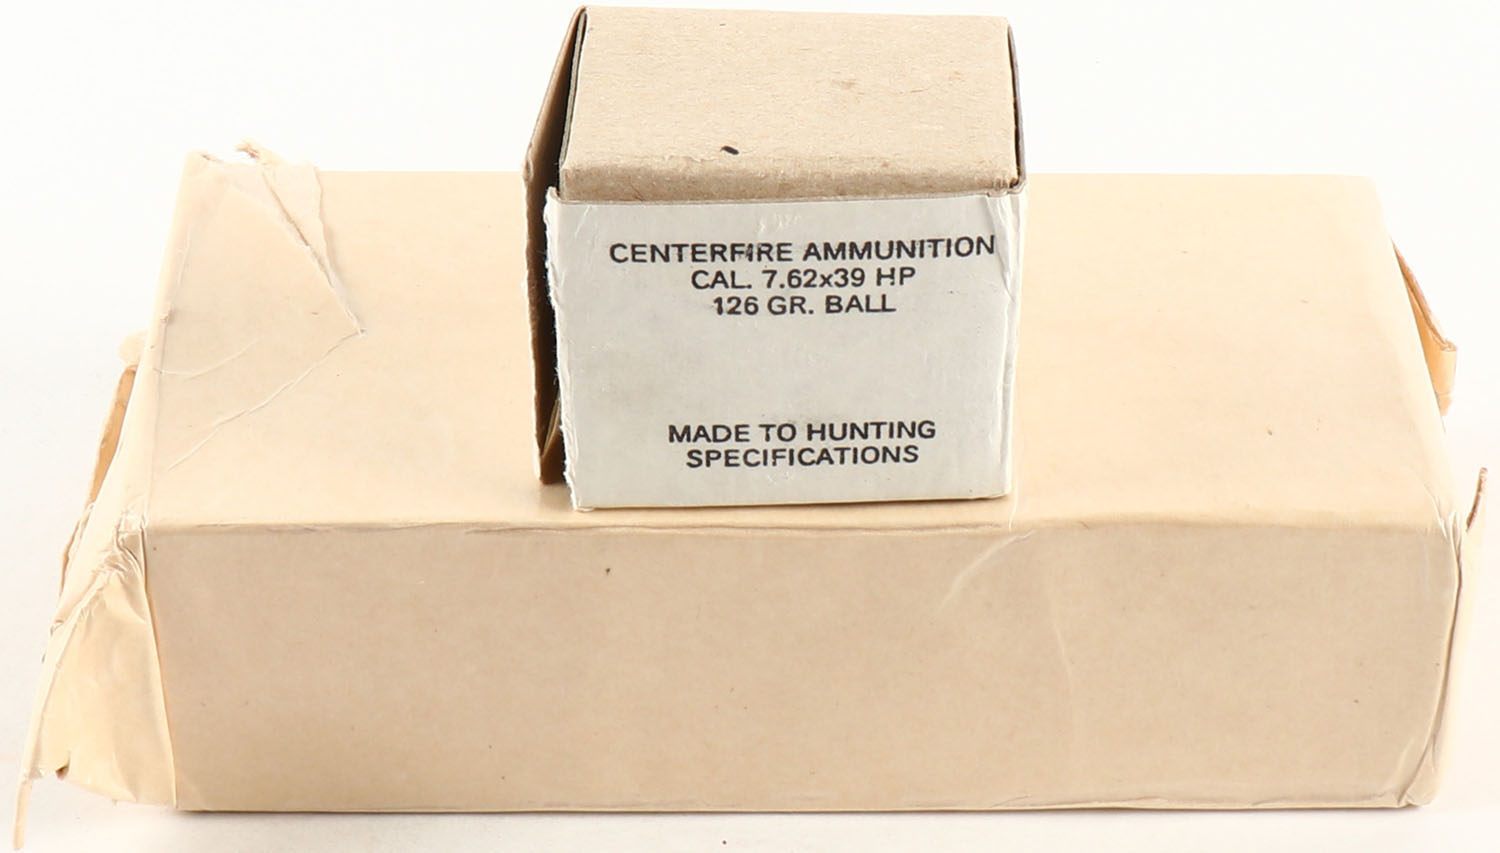 CENTERFIRE AMMUNITION
CAL. 7.62x39 HP
126 GR. BALL
MADE TO HUNTING
SPECIFICATIONS